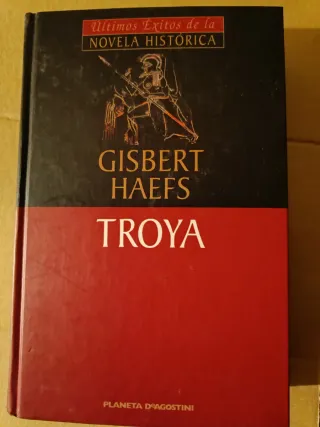 Últimos Éxitos de la
NOVELA HISTÓRICA
GISBERT
HAEFS
TROYA
PLANETA DEAGOSTINI